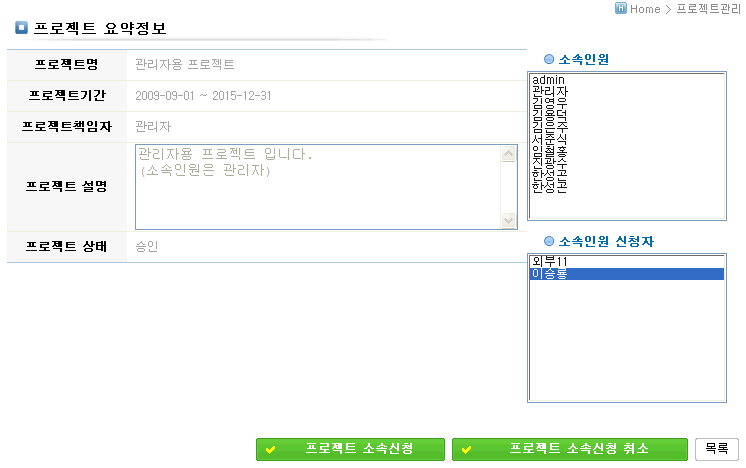 Home > 프로젝트관리
프로젝트 요약정보
프로젝트명 관리자용 프로젝트
프로젝트기간 2009-09-01 ~ 2015-12-31
프로젝트책임자 관리자
프로젝트 설명 관리자용 프로젝트 입니다.
(소속인원은 관리자)
프로젝트 상태 승인
소속인원
admin
관리자
김영우
김용덕
김은주
서준식
임철홍
진광수
한성곤
한성곤
소속인원 신청자
외부11
이승룡
프로젝트 소속신청
프로젝트 소속신청 취소
목록